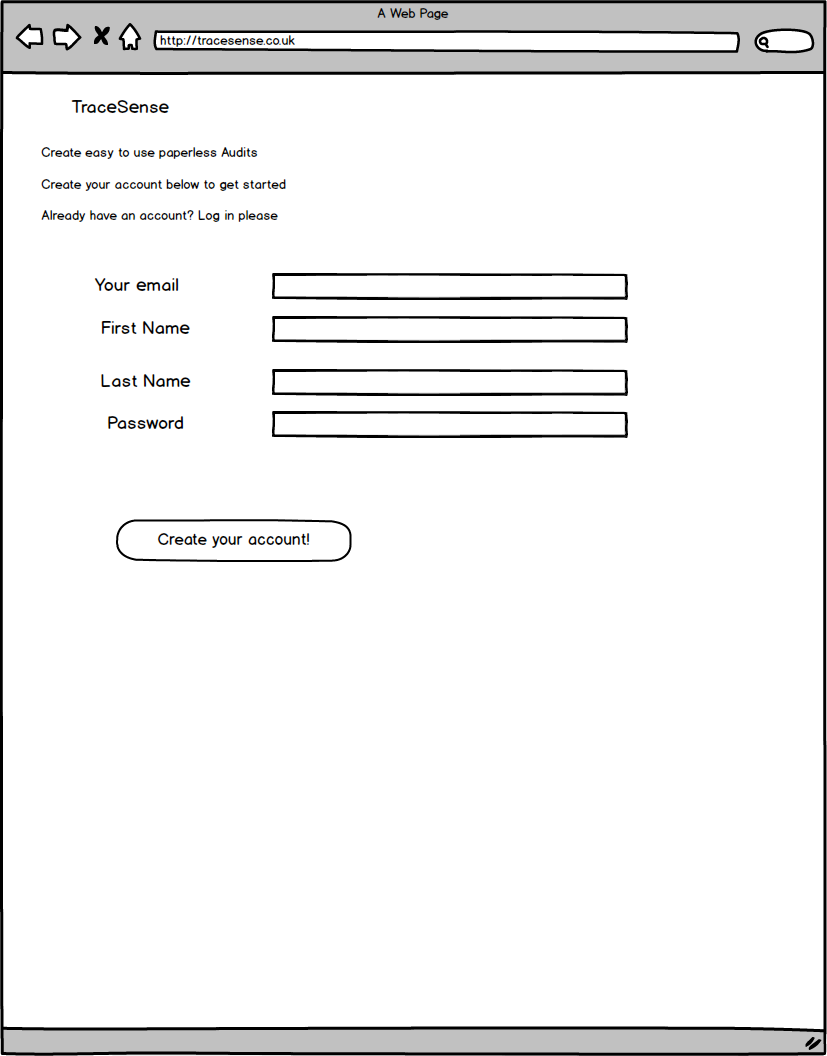 A Web Page
http://tracesense.co.uk
TraceSense
Create easy to use paperless Audits
Create your account below to get started
Already have an account? Log in please
Your email
First Name
Last Name
Password
Create your account!